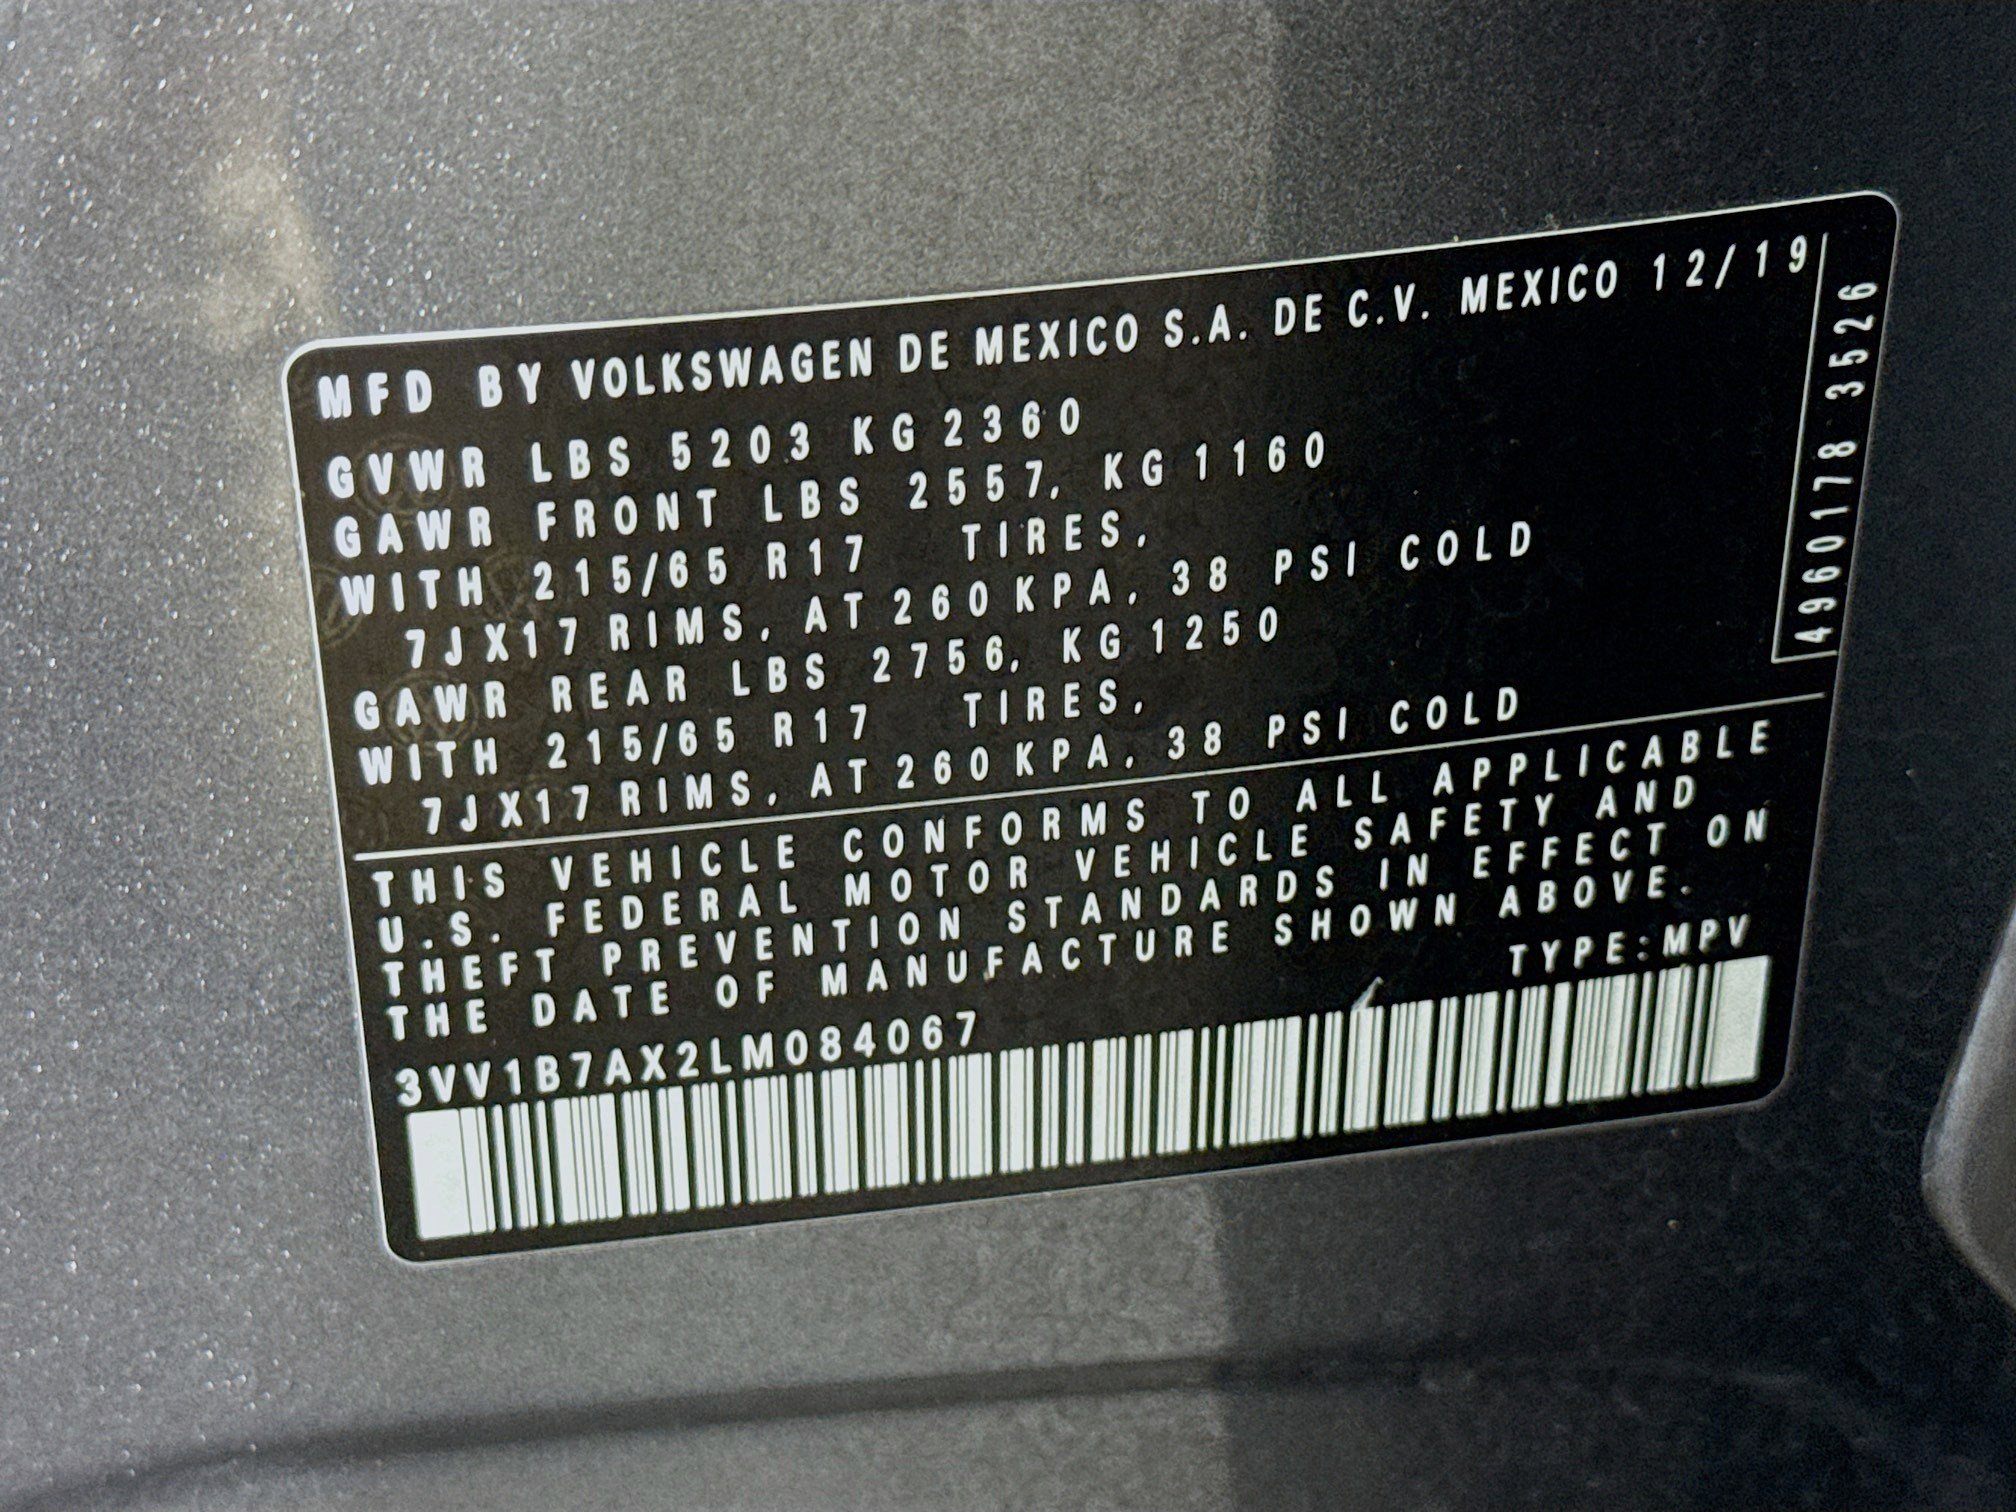 MFD BY VOLKSWAGEN DE MEXICO S.A. DE C.V. MEXICO 12/19
GVWR LBS 5203 KG 2360
GAWR FRONT LBS 2557, KG 1160
WITH 215/65 R17 TIRES,
7JX17 RIMS, AT 260 KPA, 38 PSI COLD
GAWR REAR LBS 2756, KG 1250
WITH 215/65 R17 TIRES,
7JX17 RIMS, AT 260 KPA, 38 PSI COLD
4960178 3526
THIS VEHICLE CONFORMS TO ALL APPLICABLE
U.S. FEDERAL MOTOR VEHICLE SAFETY AND
THEFT PREVENTION STANDARDS IN EFFECT ON
THE DATE OF MANUFACTURE SHOWN ABOVE.
TYPE:MPV
3VV1B7AX2LM084067